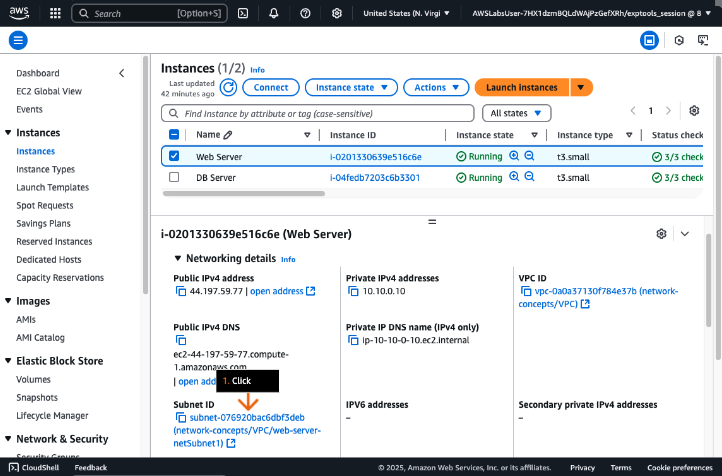 aws
Search [Option+S]
United States (N. Virgi
AWSLabsUser-7HX1dzmBQLdWAjPzGefXRh/exptools_session @ 8
Dashboard
EC2 Global View
Events
Instances
Instances
Instance Types
Launch Templates
Spot Requests
Savings Plans
Reserved Instances
Dedicated Hosts
Capacity Reservations
Images
AMIs
AMI Catalog
Elastic Block Store
Volumes
Snapshots
Lifecycle Manager
Network & Security
Instances (1/2) Info
Last updated
42 minutes ago
Connect
Instance state
Actions
Launch instances
Find Instance by attribute or tag (case-sensitive)
All states
1
Name Instance ID Instance state Instance type Status check
Web Server i-0201330639e516c6e Running t3.small 3/3 check
DB Server i-04fedb7203c6b3301 Running t3.small 3/3 check
i-0201330639e516c6e (Web Server)
Networking details Info
Public IPv4 address
44.197.59.77 | open address
Private IPv4 addresses
10.10.0.10
VPC ID
vpc-0a0a37130f784e37b (network-
concepts/VPC)
Public IPv4 DNS
ec2-44-197-59-77.compute-
1.amazonaws.com
| open add
Private IP DNS name (IPv4 only)
ip-10-10-0-10.ec2.internal
1. Click
Subnet ID
subnet-076920bac6dbf3deb
(network-concepts/VPC/web-server-
netSubnet1)
IPV6 addresses
–
Secondary private IPv4 addresses
–
CloudShell
Feedback
© 2025, Amazon Web Services, Inc. or its affiliates.
Privacy
Terms
Cookie preferences